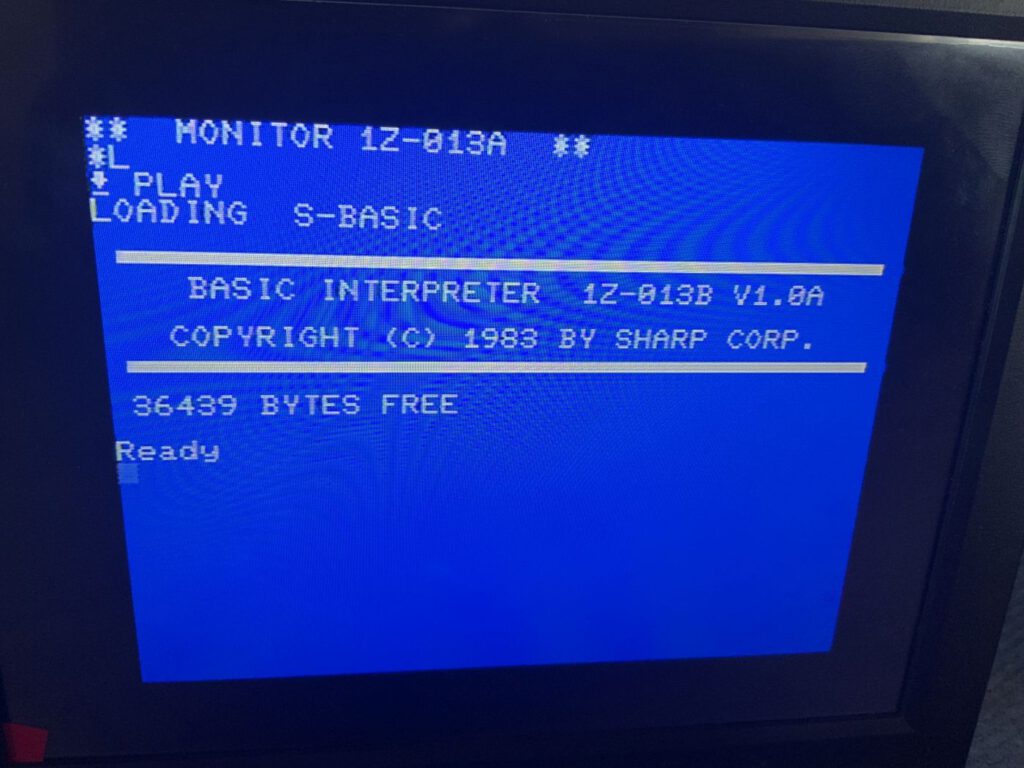 ** MONITOR 1Z-013A **
*L
⬇ PLAY
LOADING S-BASIC
BASIC INTERPRETER 1Z-013B V1.0A
COPYRIGHT (C) 1983 BY SHARP CORP.
36439 BYTES FREE
Ready